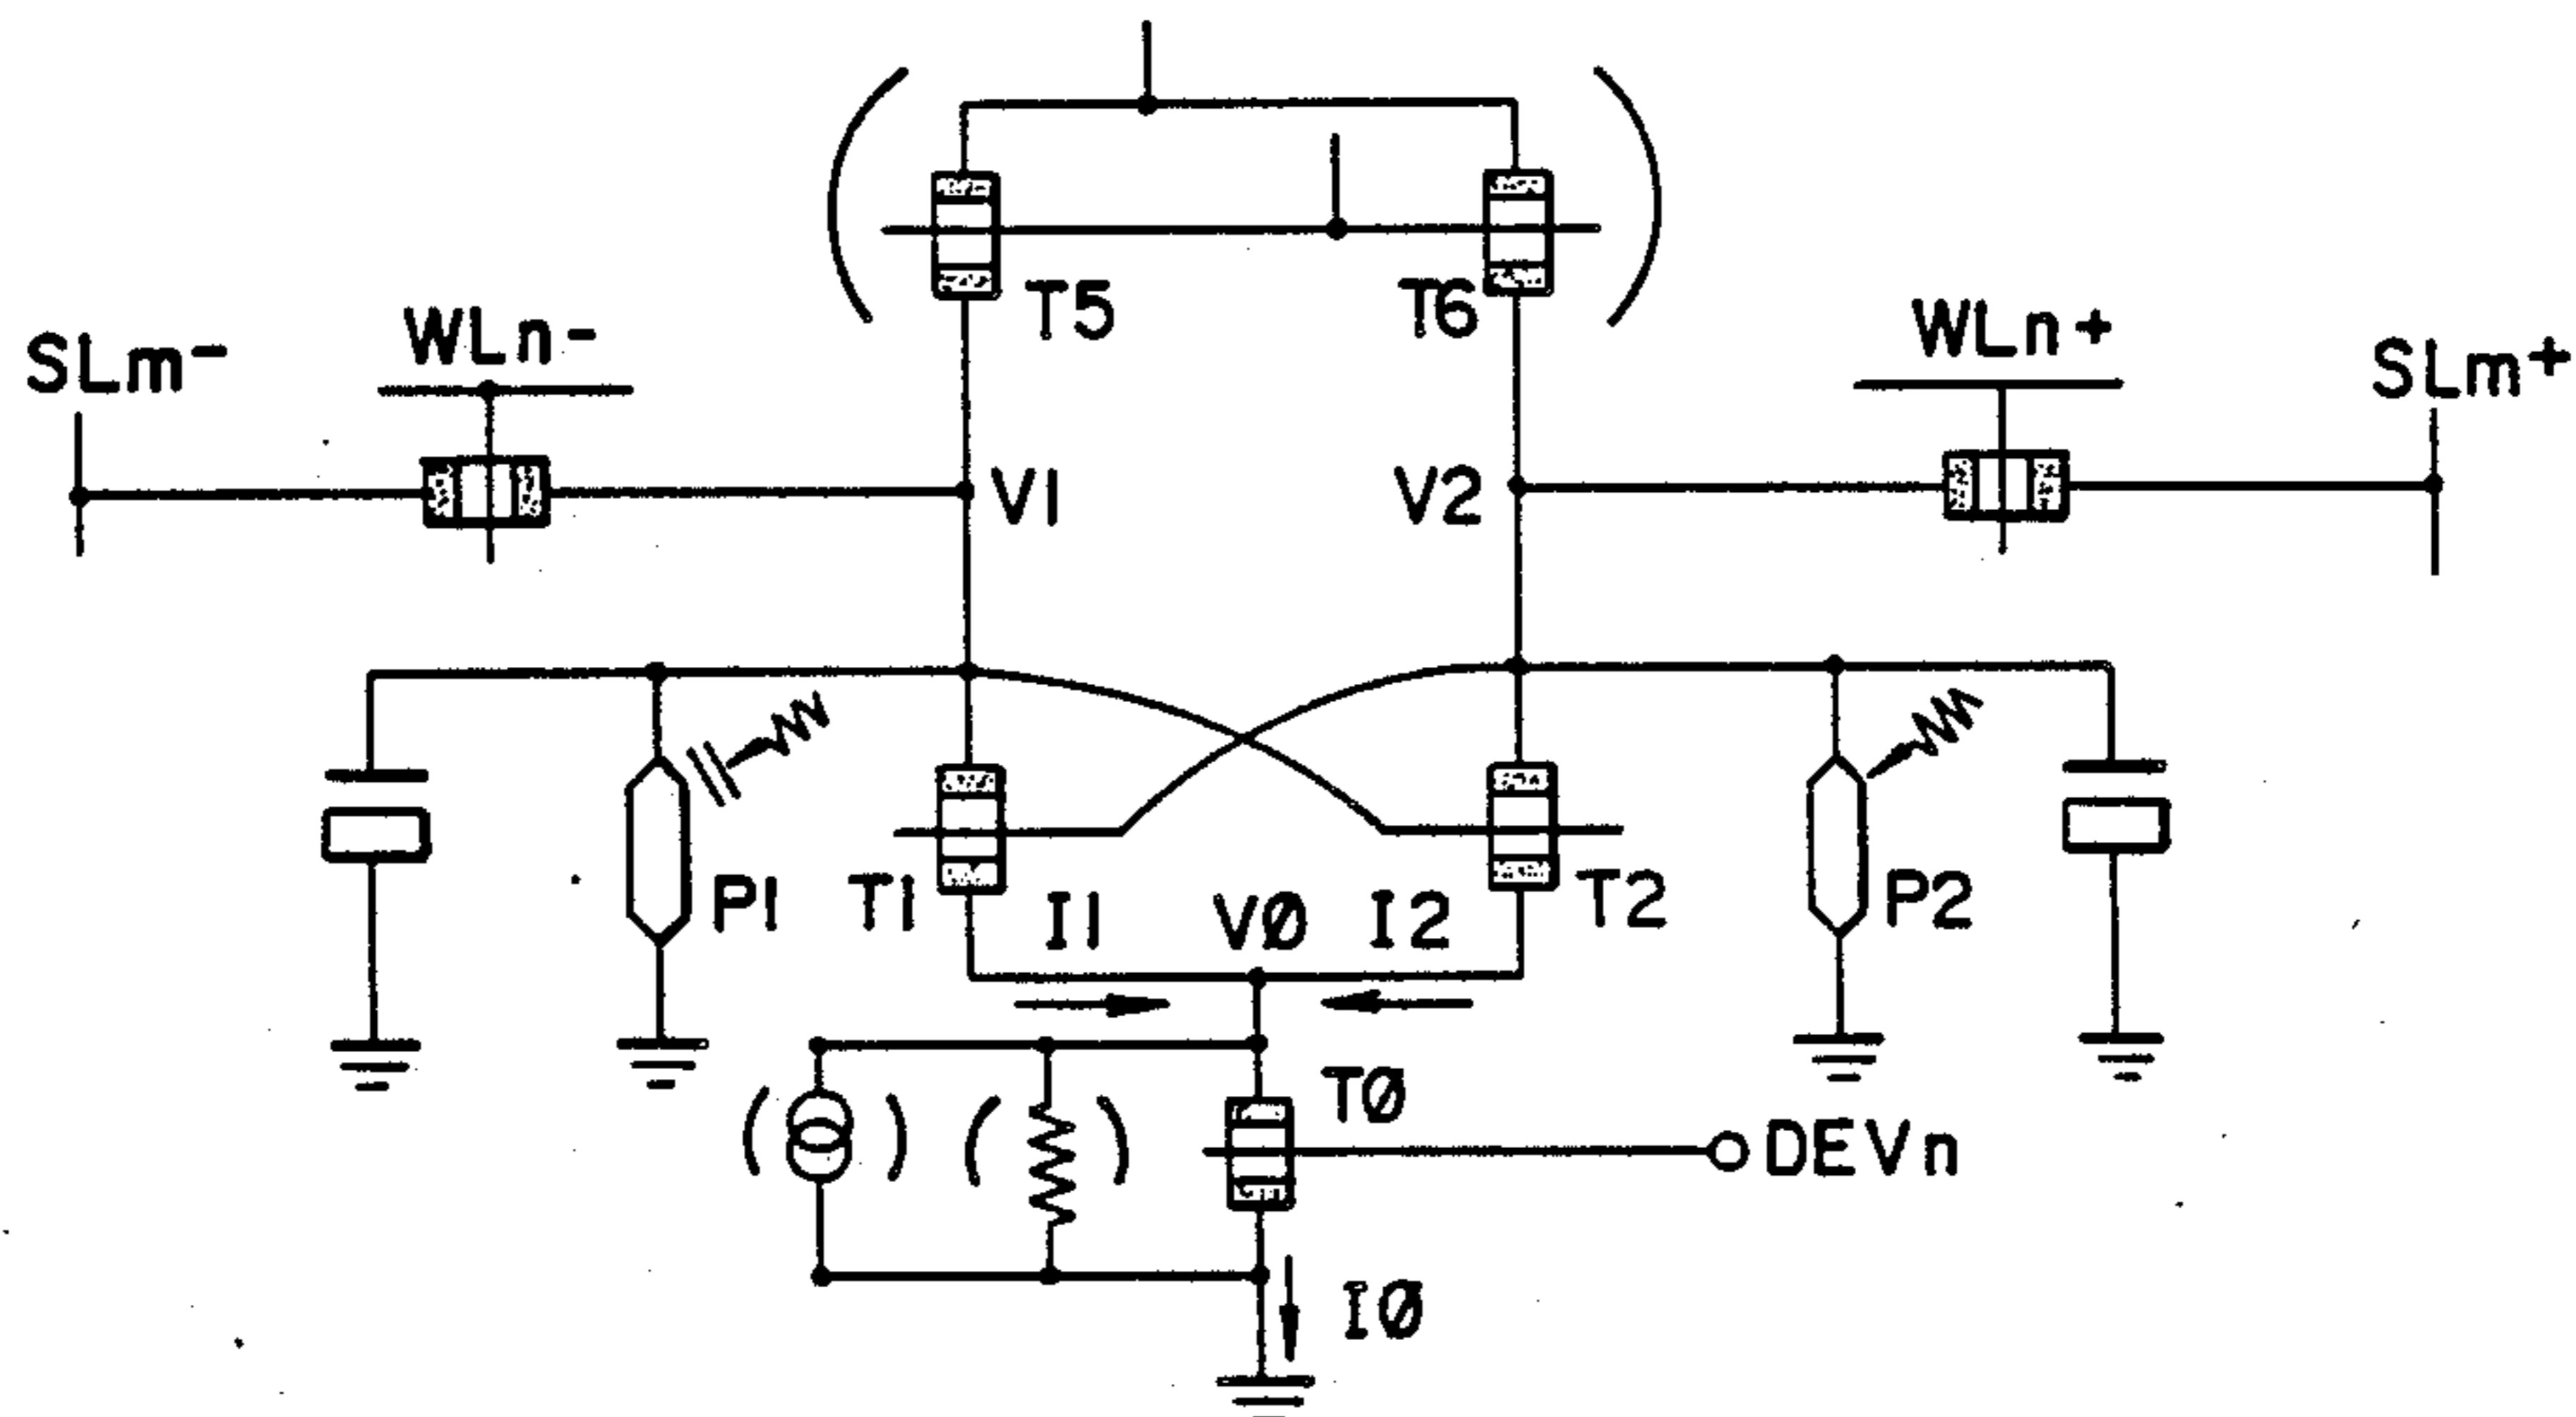 T5 T6
SLm- WLn- WLn+ SLm+
V1 V2
P1 T1 I1 VØ I2 T2 P2
TØ
DEVn
IØ